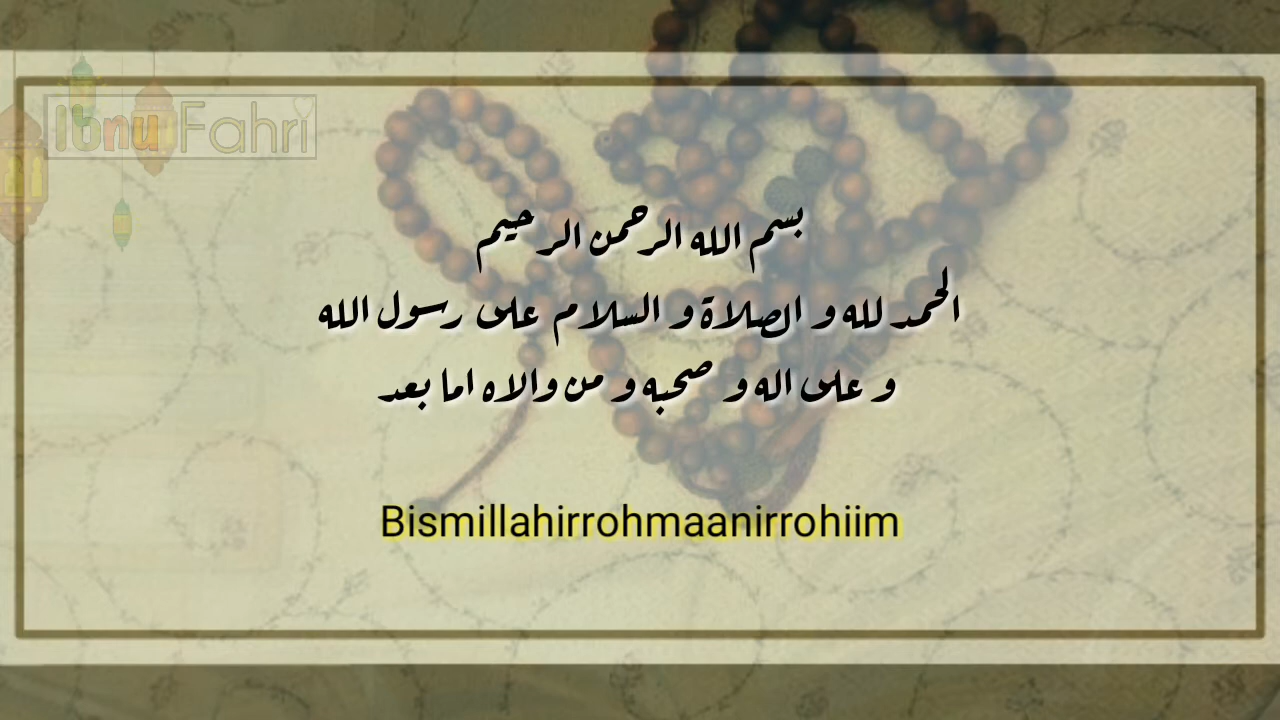 Ibnu Fahri
بسم الله الرحمن الرحيم
الحمد لله و الصلاة و السلام على رسول الله
و على اله و صحبه و من والاه اما بعد
Bismillahirrohmaanirrohiim